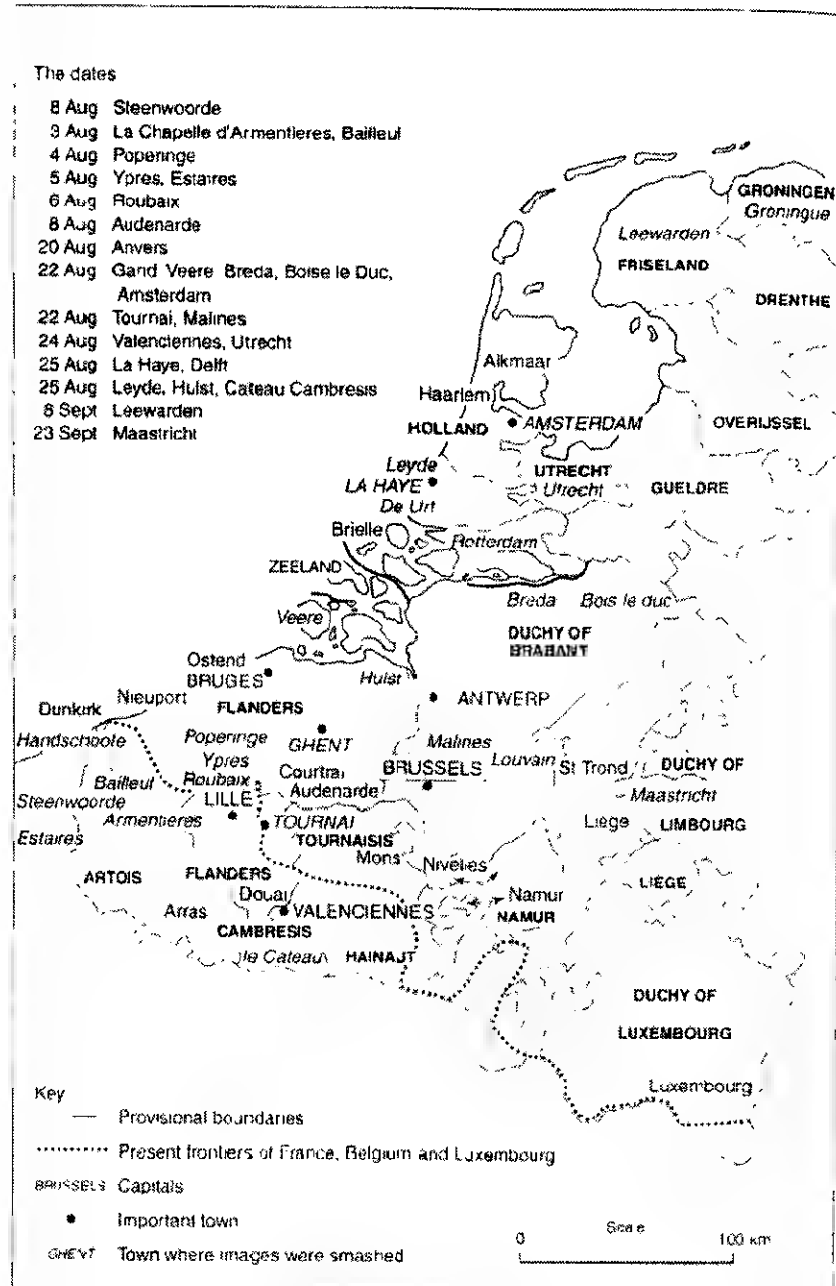 The dates
8 Aug Steenwoorde
3 Aug La Chapelle d'Armentieres, Bailleul
4 Aug Poperinge
5 Aug Ypres, Estaires
6 Aug Roubaix
8 Aug Audenarde
20 Aug Anvers
22 Aug Gand Veere Breda, Boise le Duc,
Amsterdam
22 Aug Tournai, Malines
24 Aug Valenciennes, Utrecht
25 Aug La Haye, Delft
25 Aug Leyde, Hulst, Cateau Cambresis
8 Sept Leewarden
23 Sept Maastricht
GRONINGEN
Groningue
Leewarden
FRISELAND
DRENTHE
Alkmaar
Haarlem
HOLLAND
AMSTERDAM
OVERIJSSEL
Leyde
UTRECHT
LA HAYE
Utrecht
GUELDRE
De Urt
Brielle
Rotterdam
ZEELAND
Breda
Bois le duc
Veere
DUCHY OF
BRABANT
Ostend
BRUGES
Hulst
Nieuport
ANTWERP
Dunkirk
FLANDERS
Handschoote
Poperinge
GHENT
Malines
Ypres
Louvain
St Trond
DUCHY OF
Bailleul
Roubaix
Courtrai
BRUSSELS
Steenwoorde
LILLE
Audenarde
Maastricht
Estaires
Armentieres
TOURNAI
Liege
LIMBOURG
TOURNAISIS
Mons
Nivelles
ARTOIS
FLANDERS
LIEGE
Douai
Namur
Arras
VALENCIENNES
NAMUR
CAMBRESIS
le Cateau
HAINAUT
DUCHY OF
LUXEMBOURG
Luxembourg
Key
Provisional boundaries
Present frontiers of France, Belgium and Luxembourg
BRUSSELS Capitals
Important town
GHENT Town where images were smashed
Scale
0 100 km